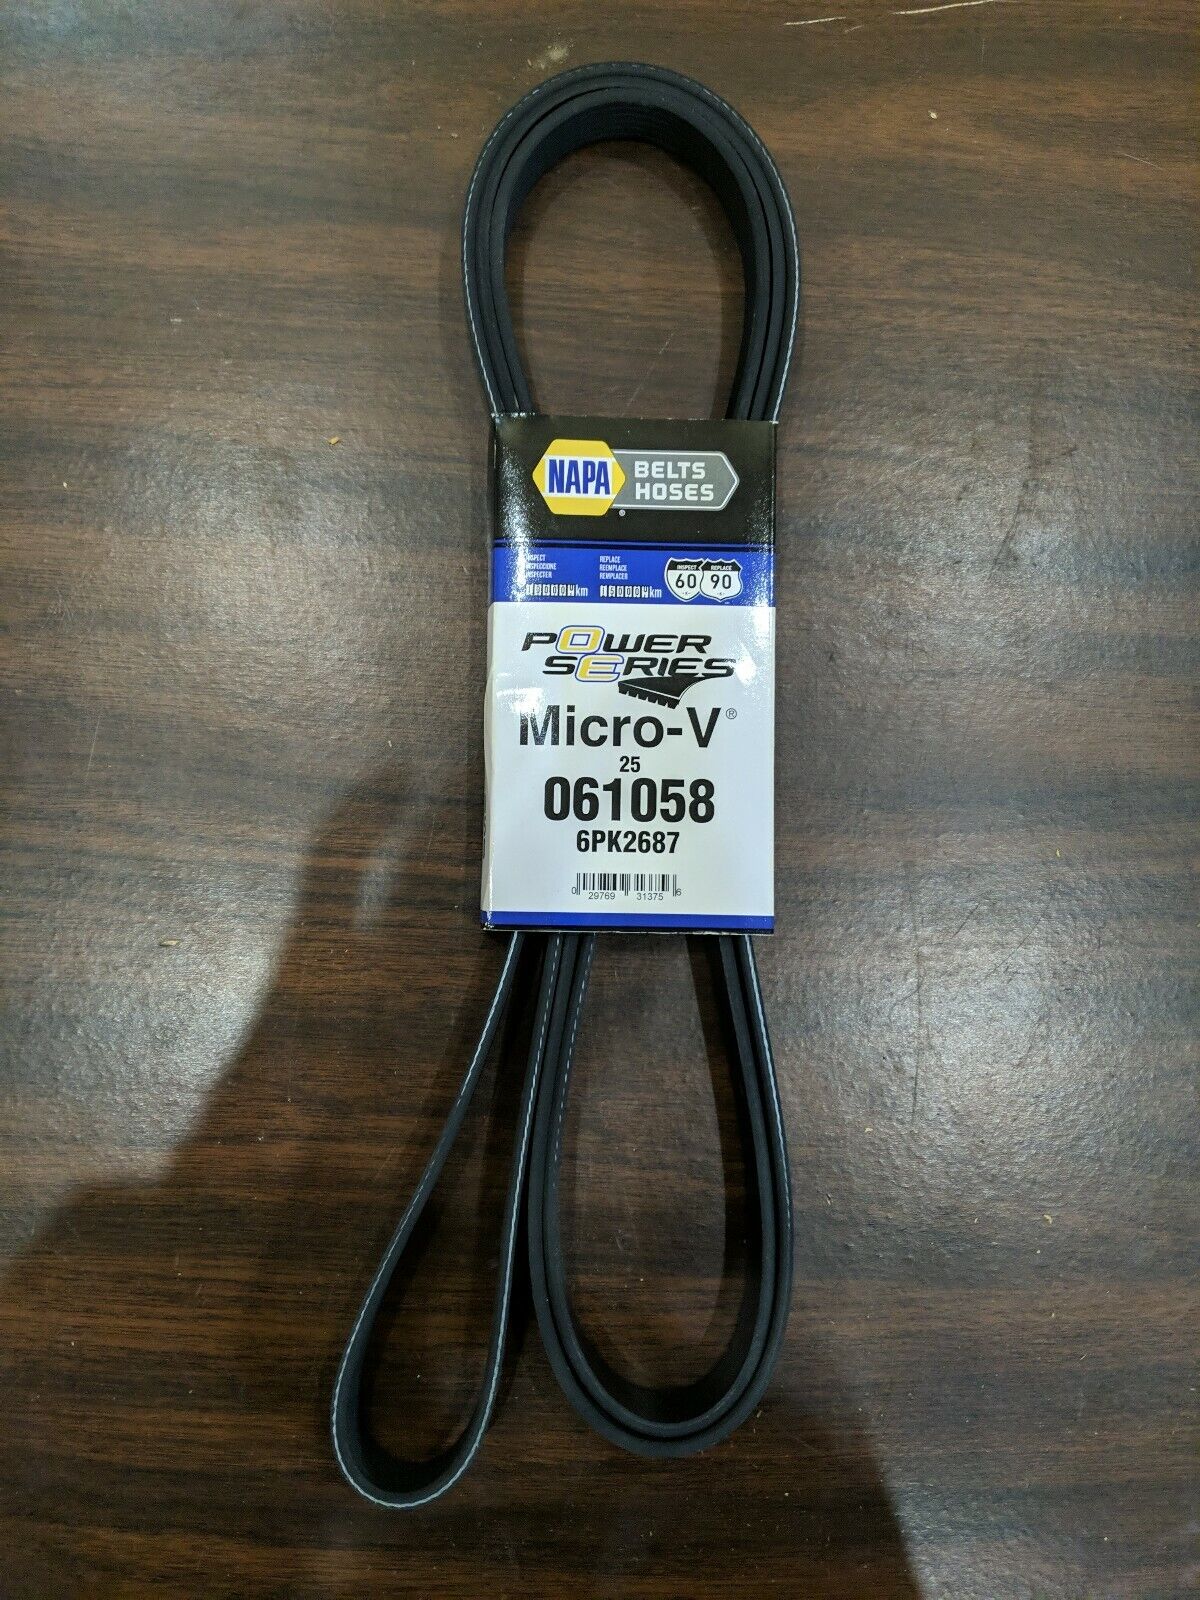 NAPA
BELTS
HOSES
®
INSPECT
INSPECCIONE
INSPECTER
km
REPLACE
REEMPLACE
REMPLACER
km
INSPECT
60
REPLACE
90
POWER
SERIES
Micro-V®
25
061058
6PK2687
0 29769 31375 6